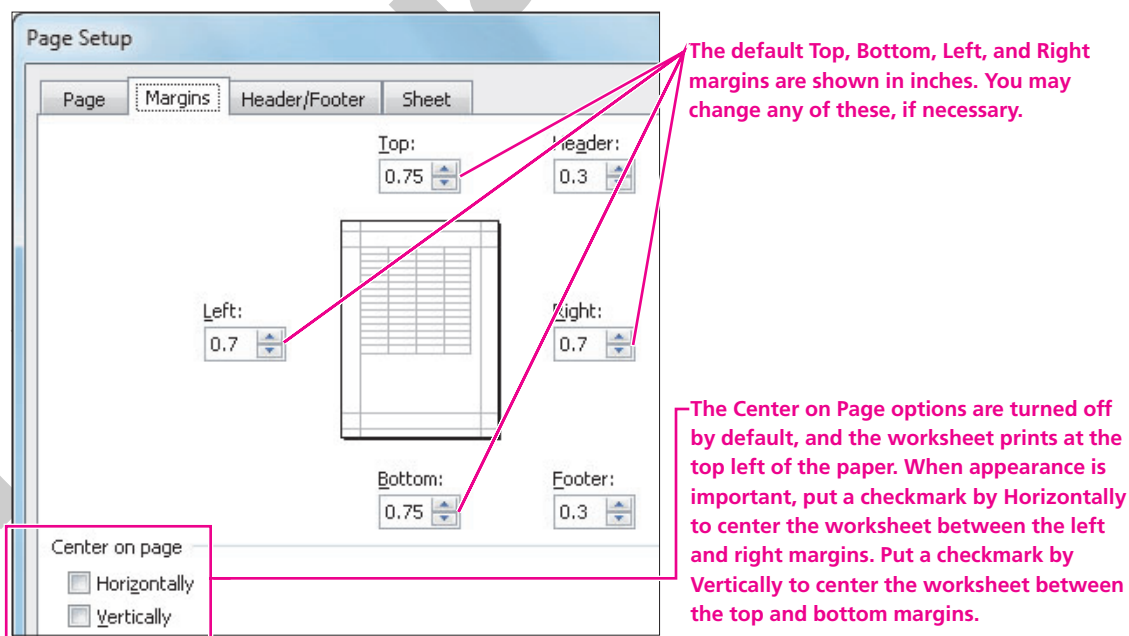 Page Setup
Page Margins Header/Footer Sheet
Top: Header:
0.75 0.3
Left: Right:
0.7 0.7
Bottom: Footer:
0.75 0.3
Center on page
Horizontally
Vertically
The default Top, Bottom, Left, and Right
margins are shown in inches. You may
change any of these, if necessary.
The Center on Page options are turned off
by default, and the worksheet prints at the
top left of the paper. When appearance is
important, put a checkmark by Horizontally
to center the worksheet between the left
and right margins. Put a checkmark by
Vertically to center the worksheet between
the top and bottom margins.